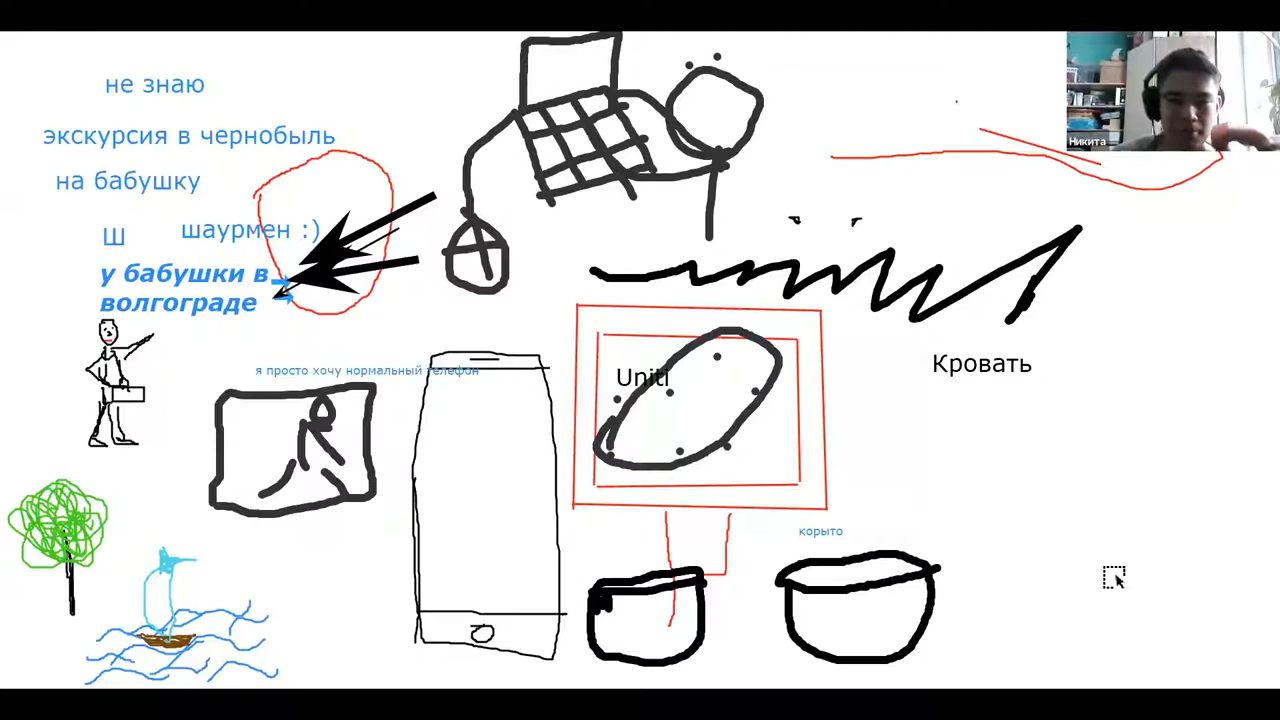 не знаю
экскурсия в чернобыль
на бабушку
Ш
шаурмен :)
у бабушки в
волгограде
я просто хочу нормальный телефон
Uniti
Кровать
корыто
Никита